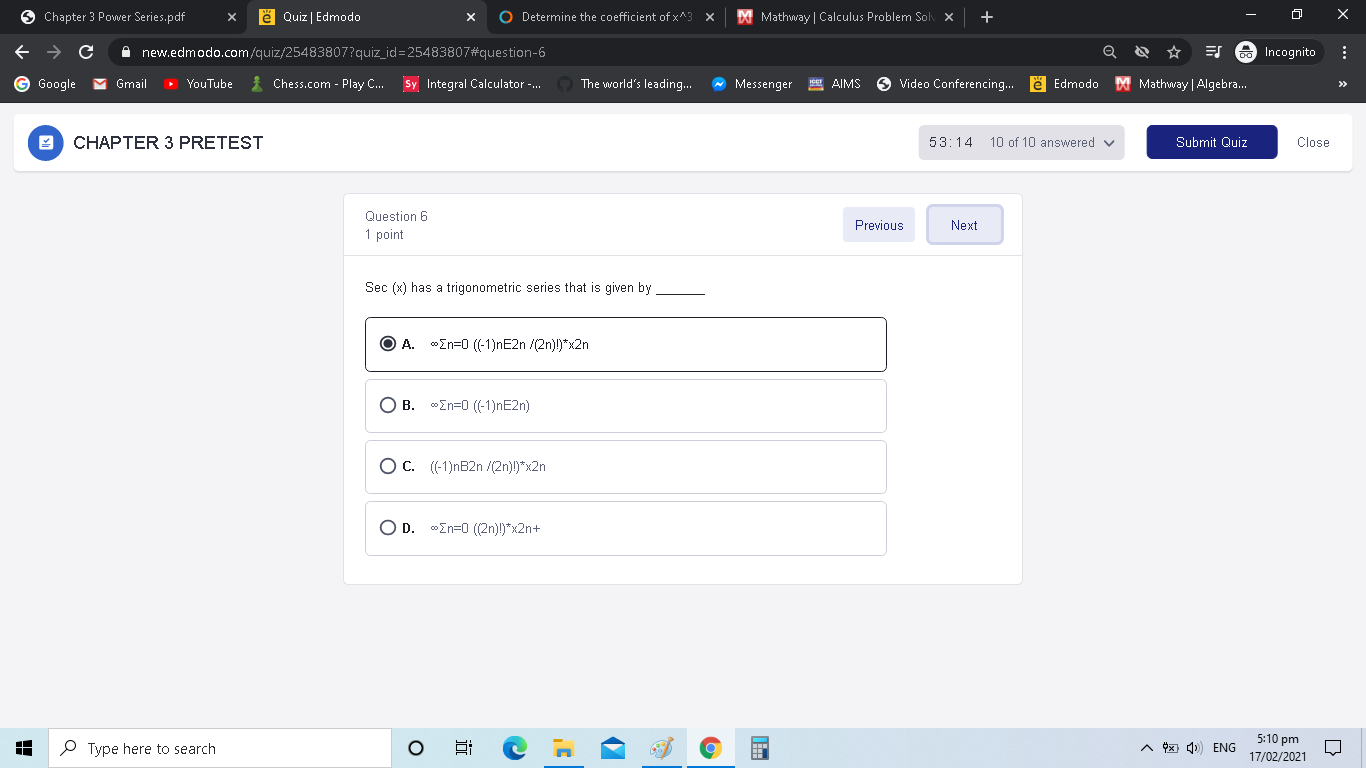 Chapter 3 Power Series.pdf
Quiz | Edmodo
Determine the coefficient of x^3
Mathway | Calculus Problem Solv
new.edmodo.com/quiz/25483807?quiz_id=25483807#question-6
Incognito
Google
Gmail
YouTube
Chess.com - Play C...
Sy
Integral Calculator -...
The world's leading...
Messenger
AIMS
Video Conferencing...
Edmodo
Mathway | Algebra...
»
CHAPTER 3 PRETEST
53:14
10 of 10 answered
Submit Quiz
Close
Question 6
1 point
Previous
Next
Sec (x) has a trigonometric series that is given by _______
A. ∞Σn=0 ((-1)nE2n /(2n)!)*x2n
B. ∞Σn=0 ((-1)nE2n)
C. ((-1)nB2n /(2n)!)*x2n
D. ∞Σn=0 ((2n)!)*x2n+
Type here to search
ENG
5:10 pm
17/02/2021